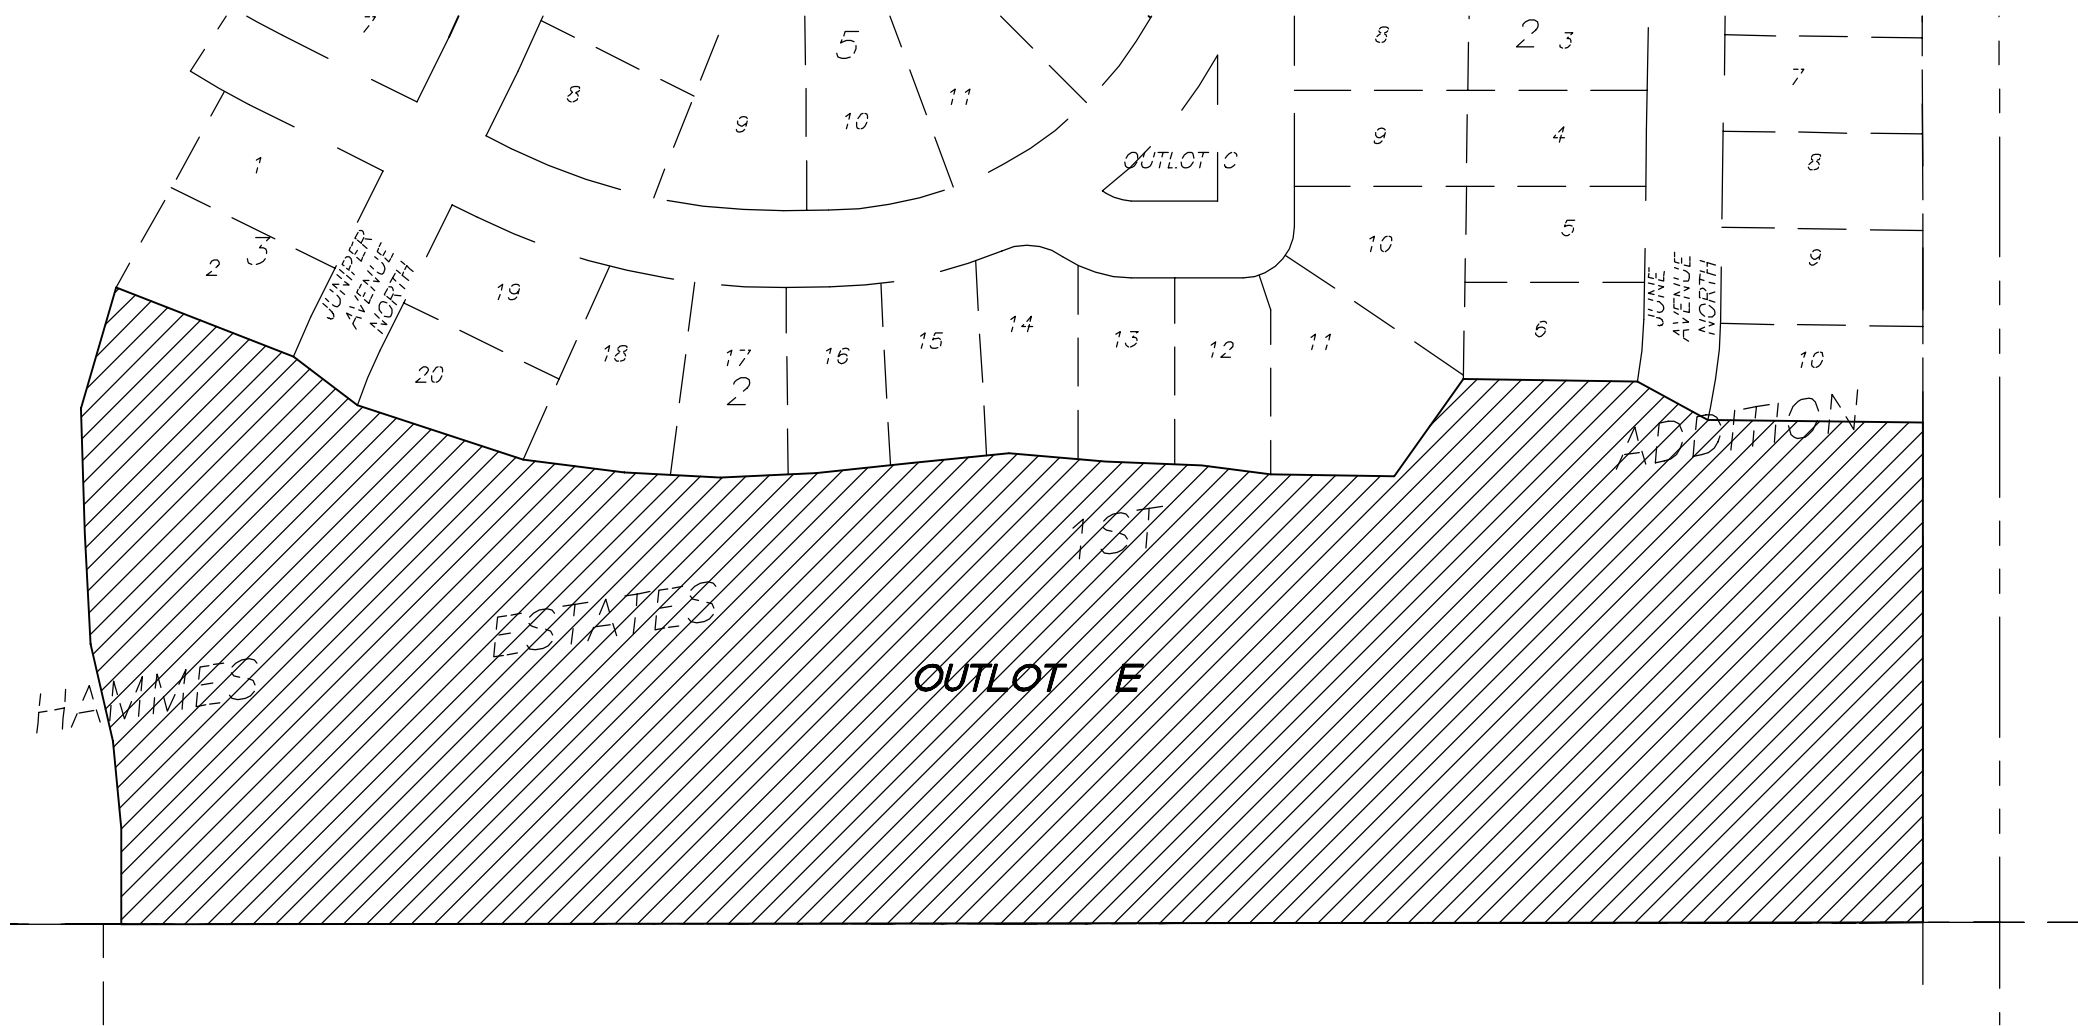 7
5
8
2 3
8
9
10
11
7
1
OUTLOT C
9
4
8
2
3
JUNIPER
AVENUE
NORTH
19
10
5
9
JUNE
AVENUE
NORTH
20
18
17
2
16
15
14
13
12
11
6
10
HAMMES
ESTATES
1ST
ADDITION
OUTLOT E